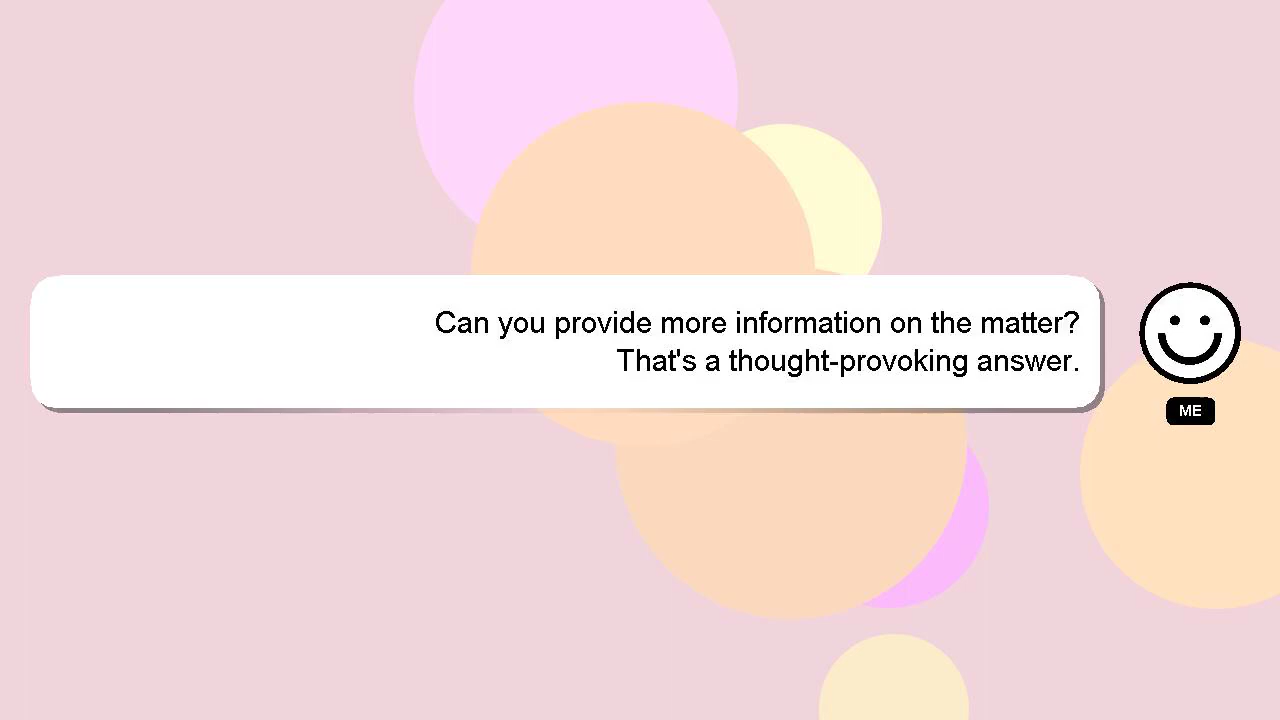 Can you provide more information on the matter?
That's a thought-provoking answer.
ME